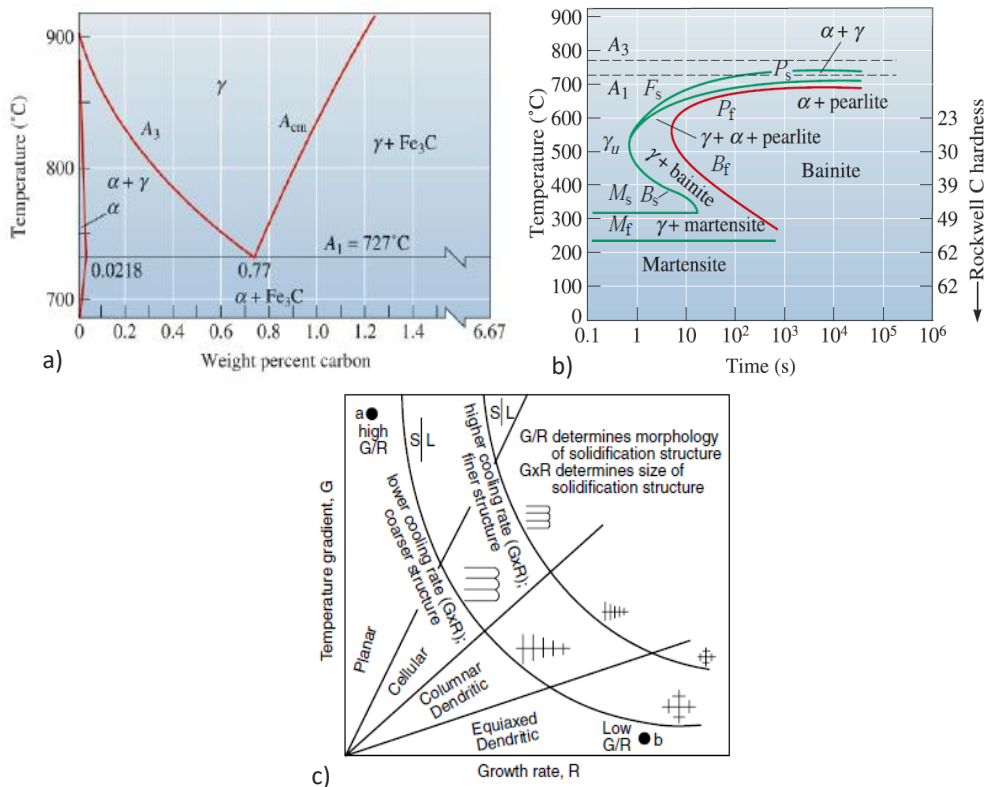 900
800
700
Temperature (°C)
γ
A3
Acm
γ + Fe3C
α + γ
α
A1 = 727°C
0.0218
0.77
α + Fe3C
0
0.2
0.4
0.6
0.8
1.0
1.2
1.4
6.67
Weight percent carbon
a)
900
800
700
600
500
400
300
200
100
0
Temperature (°C)
A3
A1
Fs
Ps
α + γ
Pf
α + pearlite
γ + α + pearlite
γu
γ + bainite
Bf
Bainite
Ms
Bs
Mf
γ + martensite
Martensite
23
30
39
49
62
62
Rockwell C hardness
0.1
1
10
10²
10³
10⁴
10⁵
10⁶
Time (s)
b)
a
high
G/R
S L
S L
higher cooling rate (GxR);
finer structure
lower cooling rate (GxR);
coarser structure
G/R determines morphology
of solidification structure
GxR determines size of
solidification structure
Temperature gradient, G
Planar
Cellular
Columnar
Dendritic
Equiaxed
Dendritic
Low
G/R
b
Growth rate, R
c)